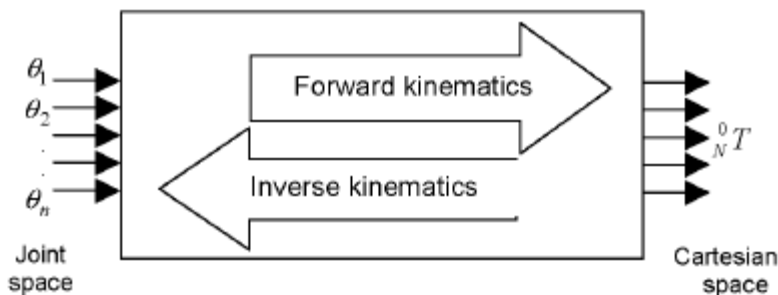 θ1
θ2
.
.
θn
Joint
space
Forward kinematics
Inverse kinematics
0
N T
Cartesian
space